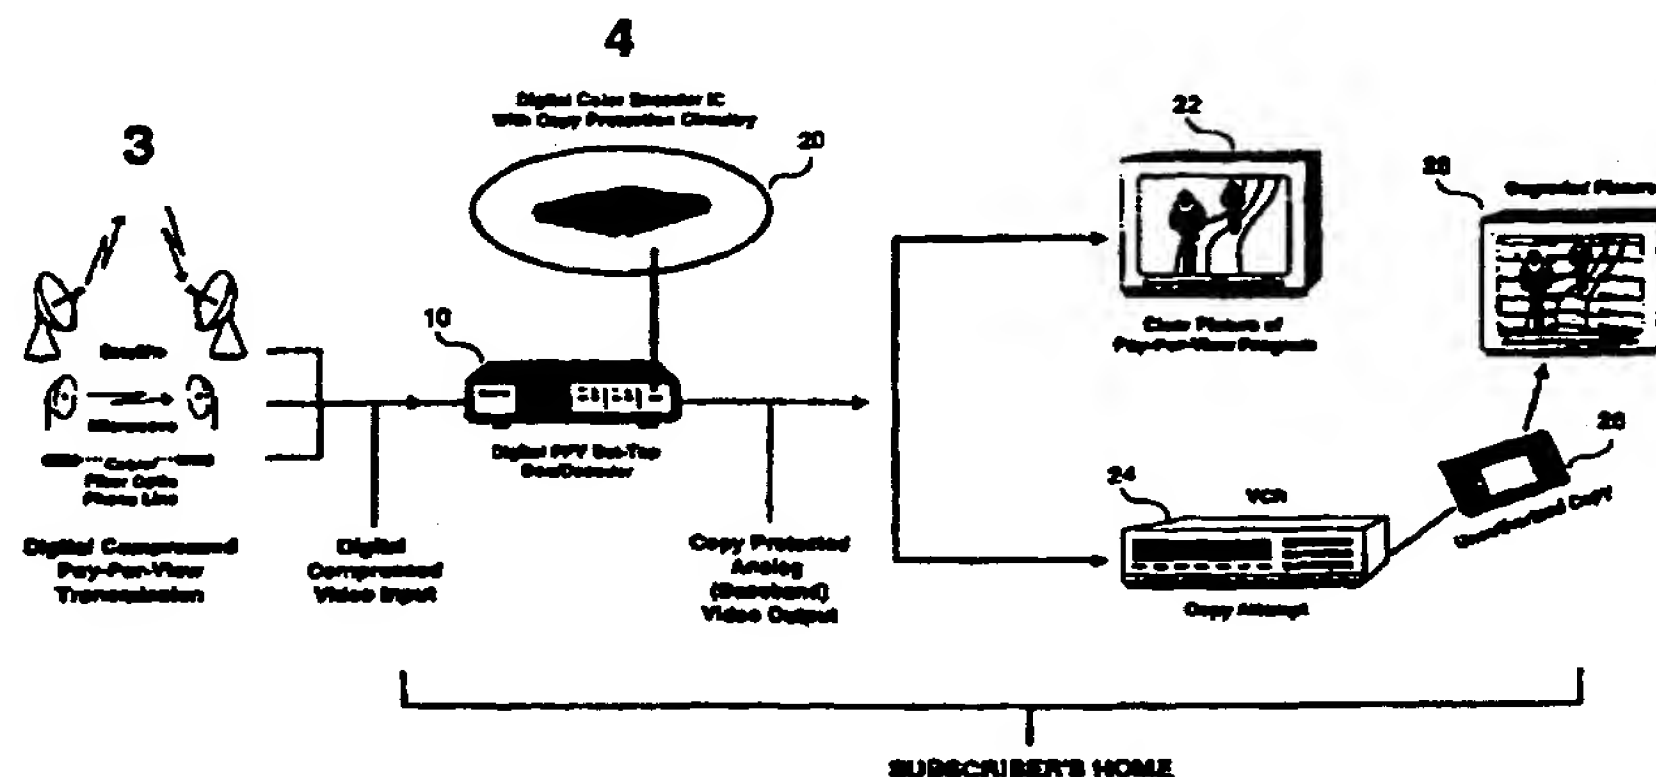 3
Satellite
Microwave
Cable/
Fiber Optic
Phone Line
Digital Compressed
Pay-Per-View
Transmission
Digital
Compressed
Video Input
4
Digital Color Encoder IC
With Copy Protection Circuitry
20
10
Digital PPV Set-Top
Box/Decoder
Copy Protected
Analog
(Baseband)
Video Output
22
Clear Picture of
Pay-Per-View Program
24
VCR
Copy Attempt
26
Unauthorized Copy
Degraded Picture
SUBSCRIBER'S HOME